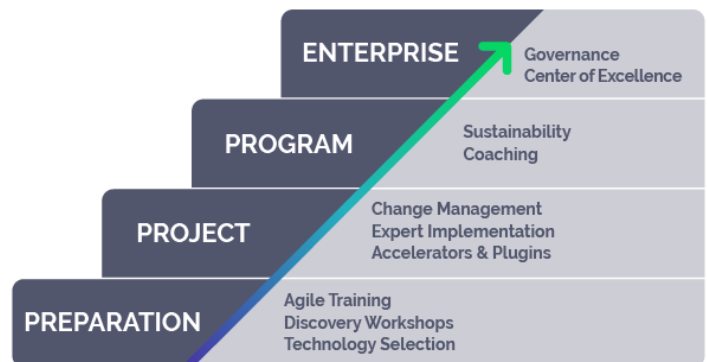 ENTERPRISE
Governance
Center of Excellence
PROGRAM
Sustainability
Coaching
PROJECT
Change Management
Expert Implementation
Accelerators & Plugins
PREPARATION
Agile Training
Discovery Workshops
Technology Selection